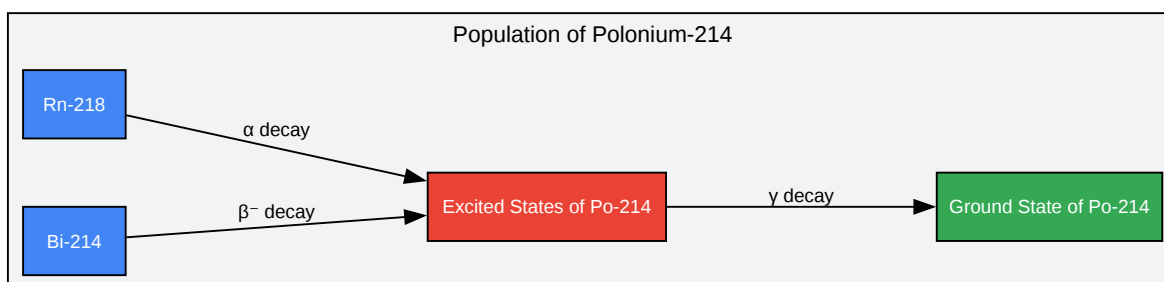 Population of Polonium-214
Rn-218
α decay
Bi-214
β⁻ decay
Excited States of Po-214
γ decay
Ground State of Po-214